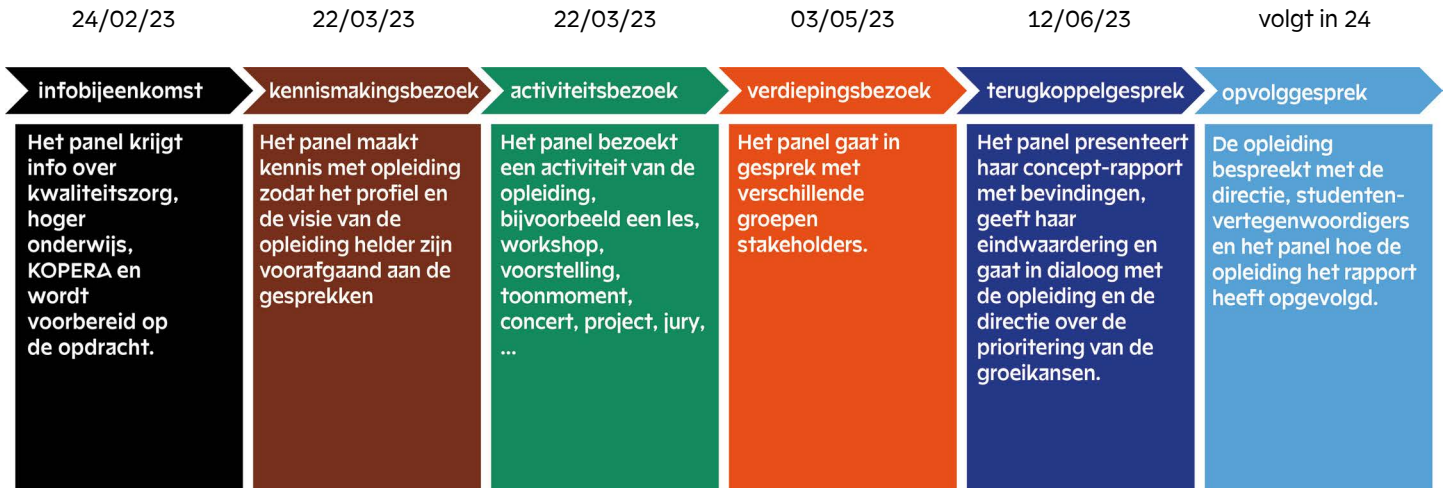 24/02/23
22/03/23
22/03/23
03/05/23
12/06/23
volgt in 24
infobijeenkomst
kennismakingsbezoek
activiteitsbezoek
verdiepingsbezoek
terugkoppelgesprek
opvolggesprek
Het panel krijgt
info over
kwaliteitszorg,
hoger
onderwijs,
KOPERA en
wordt
voorbereid op
de opdracht.
Het panel maakt
kennis met opleiding
zodat het profiel en
de visie van de
opleiding helder zijn
voorafgaand aan de
gesprekken
Het panel bezoekt
een activiteit van de
opleiding,
bijvoorbeeld een les,
workshop,
voorstelling,
toonmoment,
concert, project, jury,
...
Het panel gaat in
gesprek met
verschillende
groepen
stakeholders.
Het panel presenteert
haar concept-rapport
met bevindingen,
geeft haar
eindwaardering en
gaat in dialoog met
de opleiding en de
directie over de
prioritering van de
groeikansen.
De opleiding
bespreekt met de
directie, studenten-
vertegenwoordigers
en het panel hoe de
opleiding het rapport
heeft opgevolgd.